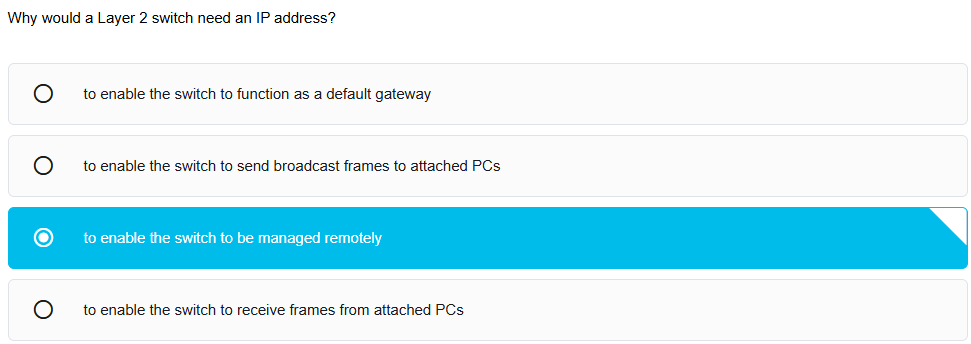 Why would a Layer 2 switch need an IP address?
to enable the switch to function as a default gateway
to enable the switch to send broadcast frames to attached PCs
to enable the switch to be managed remotely
to enable the switch to receive frames from attached PCs